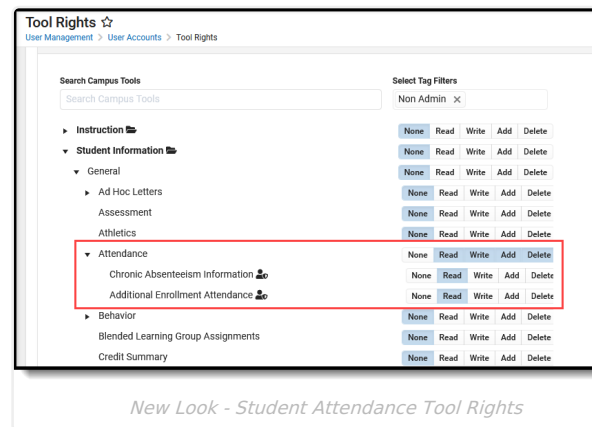 Tool Rights
User Management > User Accounts > Tool Rights
Search Campus Tools Select Tag Filters
Search Campus Tools Non Admin ×
Instruction None Read Write Add Delete
Student Information None Read Write Add Delete
General None Read Write Add Delete
Ad Hoc Letters None Read Write Add Delete
Assessment None Read Write Add Delete
Athletics None Read Write Add Delete
Attendance None Read Write Add Delete
Chronic Absenteeism Information None Read Write Add Delete
Additional Enrollment Attendance None Read Write Add Delete
Behavior None Read Write Add Delete
Blended Learning Group Assignments None Read Write Add Delete
Credit Summary None Read Write Add Delete
New Look - Student Attendance Tool Rights